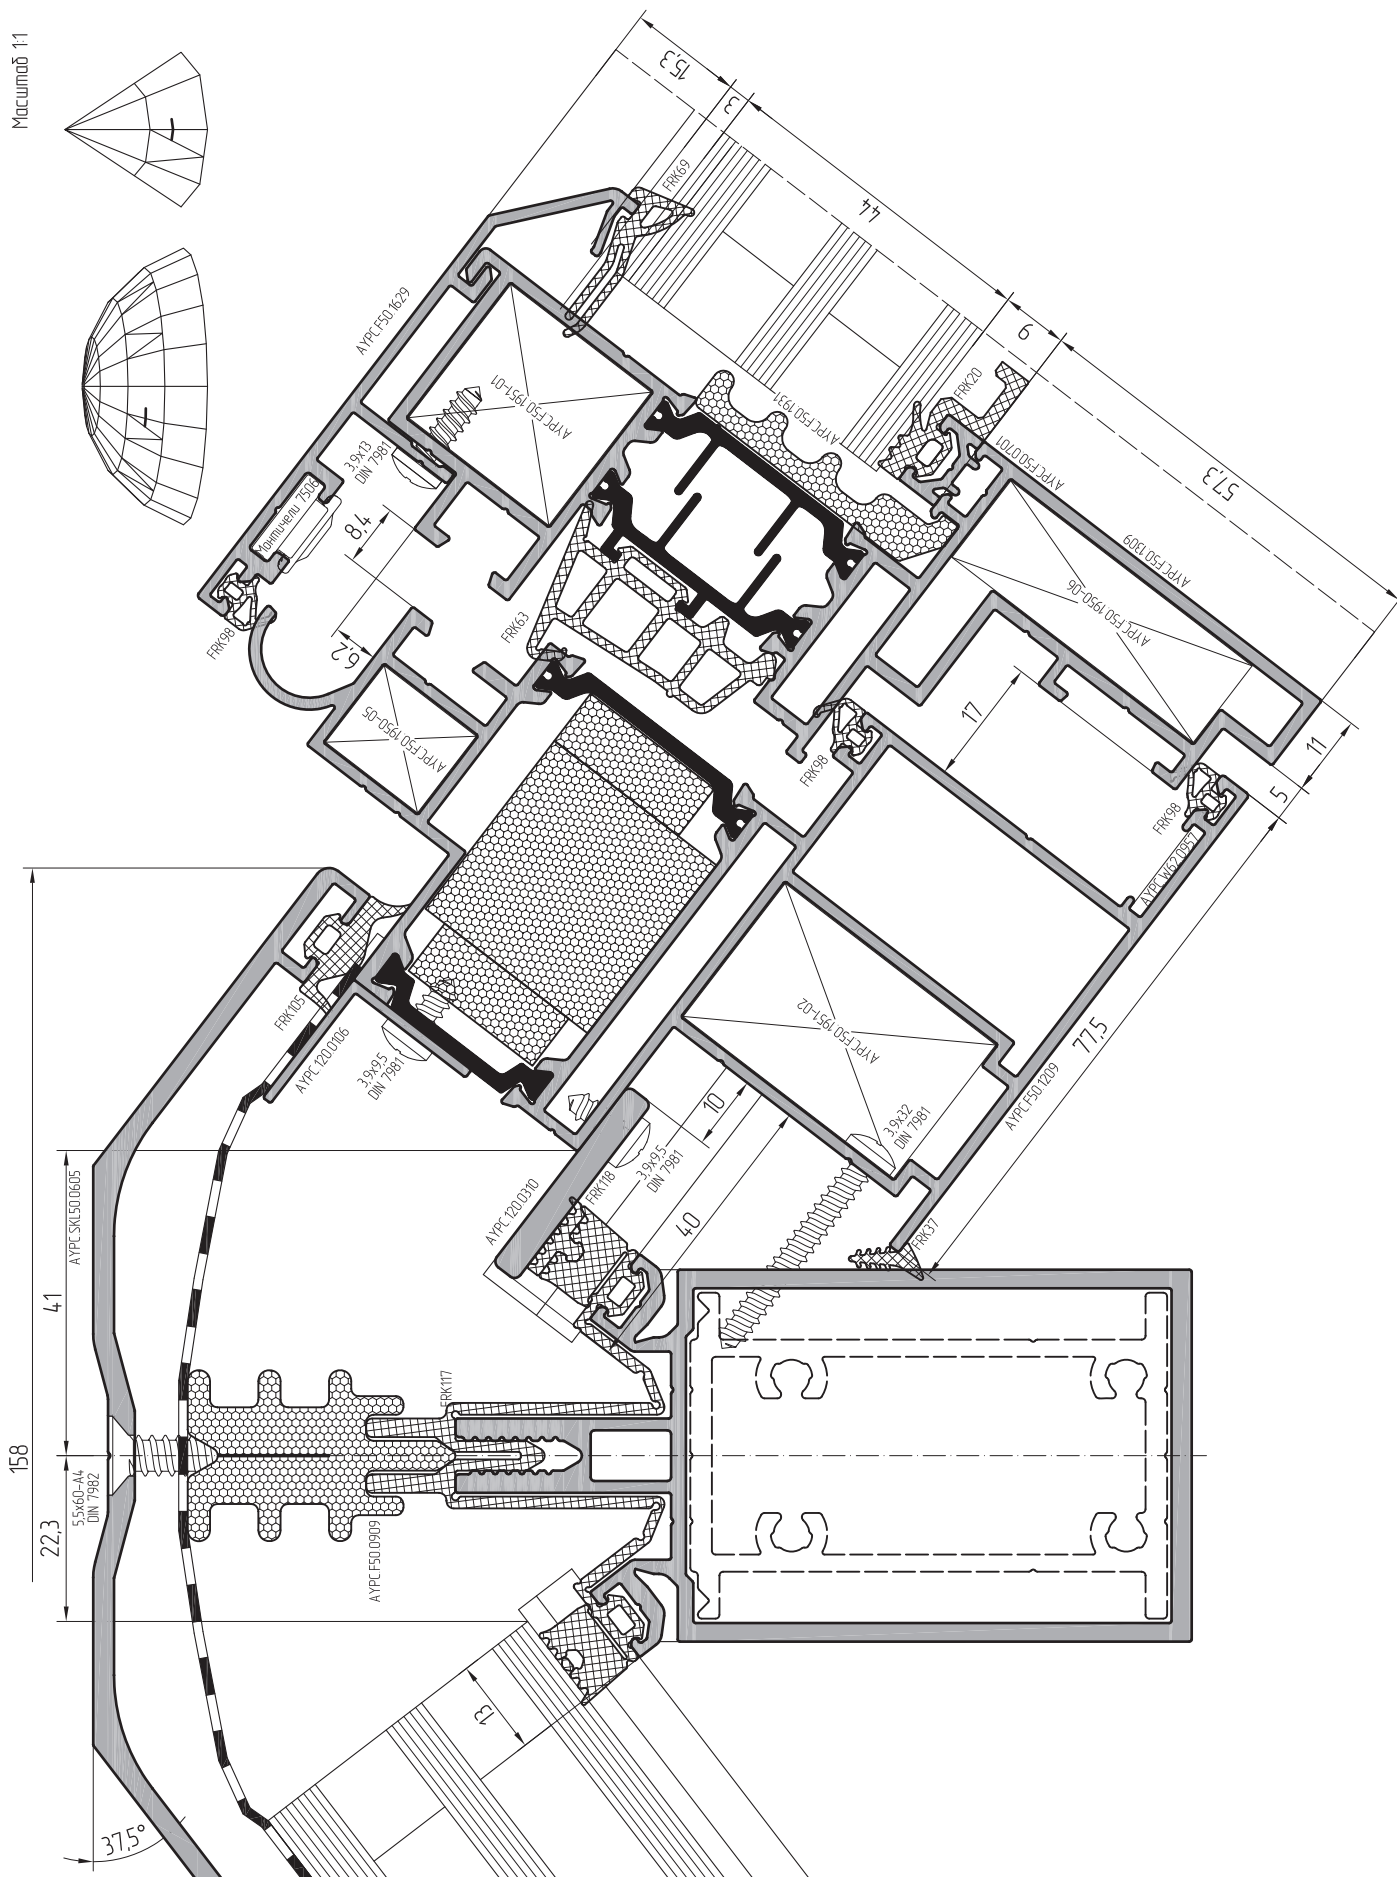 Масштаб 1:1
15,3
3
FRK69
44
AYPC.F50.1629
AYPC.F50.1951-01
3,9x13
DIN 7981
9
FRK20
AYPC.F50.1931
AYPC.F50.0701
Монтичели 7506
8,4
57,3
FRK98
FRK63
6,2
AYPC.F50.1309
AYPC.F50.1950-06
AYPC.F50.1950-05
17
FRK98
11
5
FRK98
AYPC.W62.0957
158
FRK105
AYPC.120.0106
3,9x9,5
DIN 7981
AYPC.F50.1951-02
77,5
AYPC.F50.1209
10
3,9x32
DIN 7981
AYPC.SKL50.0605
41
AYPC.120.0310
FRK118
3,9x9,5
DIN 7981
40
FRK37
FRK117
5,5x60-A4
DIN 7982
22,3
AYPC.F50.0909
13
37,5°